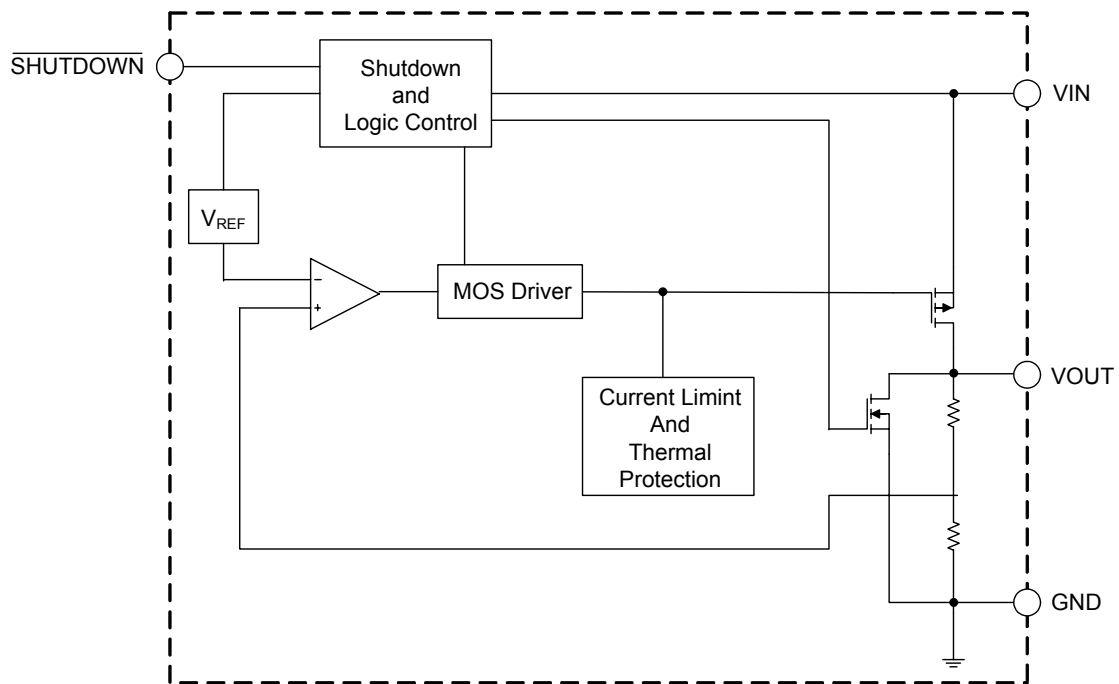 SHUTDOWN
Shutdown
and
Logic Control
VIN
VREF
−
+
MOS Driver
VOUT
Current Limint
And
Thermal
Protection
GND